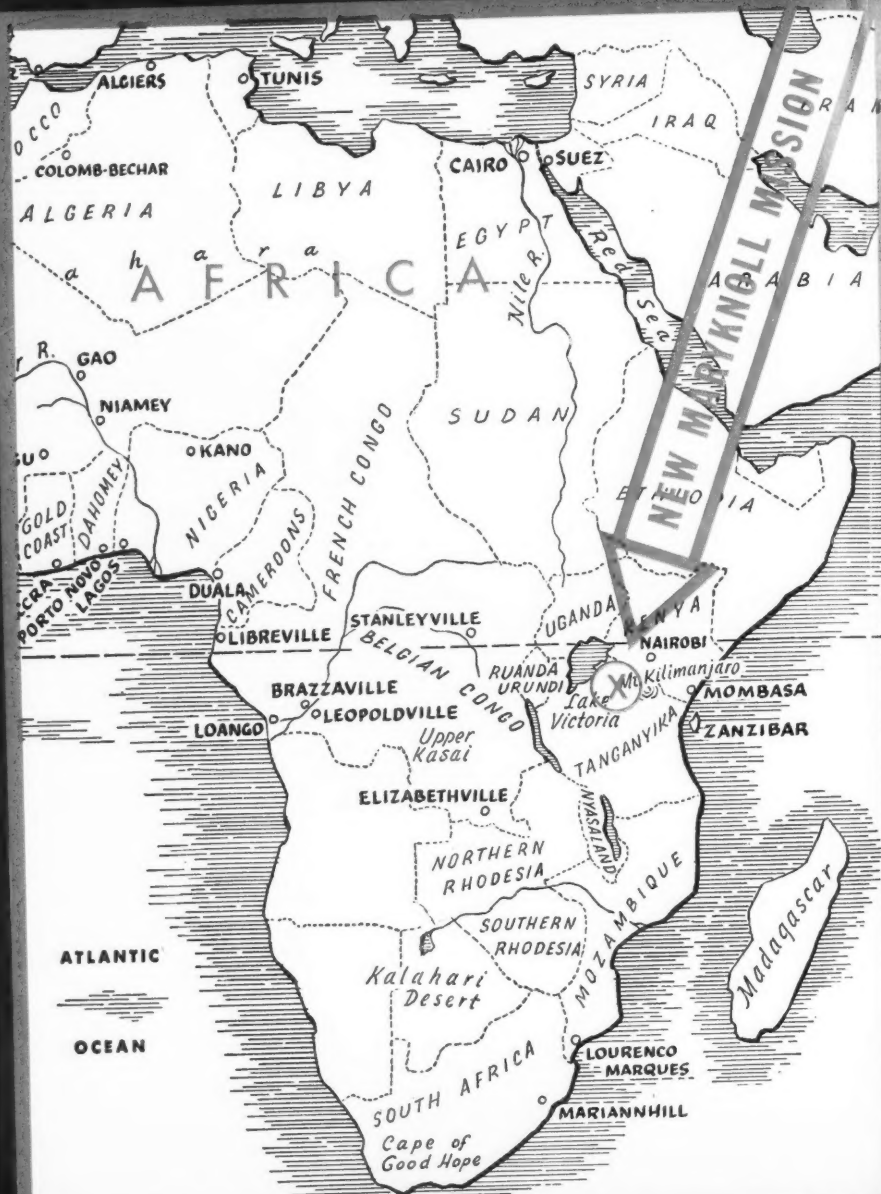 ALGIERS
TUNIS
SYRIA
IRAQ
IRAN
OCCO
COLOMB-BECHAR
CAIRO
SUEZ
LIBYA
ALGERIA
EGYPT
ahara
AFRICA
Nile R.
Red Sea
ARABIA
NEW MARYKNOLL MISSION
r R.
GAO
NIAMEY
SUDAN
GU
KANO
NIGERIA
FRENCH CONGO
ETHIOPIA
GOLD
COAST
DAHOMEY
CCRA
PORTO NOVO
LAGOS
DUALA
CAMEROONS
UGANDA
KENYA
STANLEYVILLE
LIBREVILLE
NAIROBI
BELGIAN CONGO
RUANDA
URUNDI
X
Mt. Kilimanjaro
Lake
Victoria
MOMBASA
BRAZZAVILLE
LEOPOLDVILLE
LOANGO
ZANZIBAR
Upper
Kasai
TANGANYIKA
ELIZABETHVILLE
NYASALAND
NORTHERN
RHODESIA
MOZAMBIQUE
Madagascar
SOUTHERN
RHODESIA
ATLANTIC
OCEAN
Kalahari
Desert
LOURENCO
MARQUES
SOUTH AFRICA
MARIANNHILL
Cape of
Good Hope